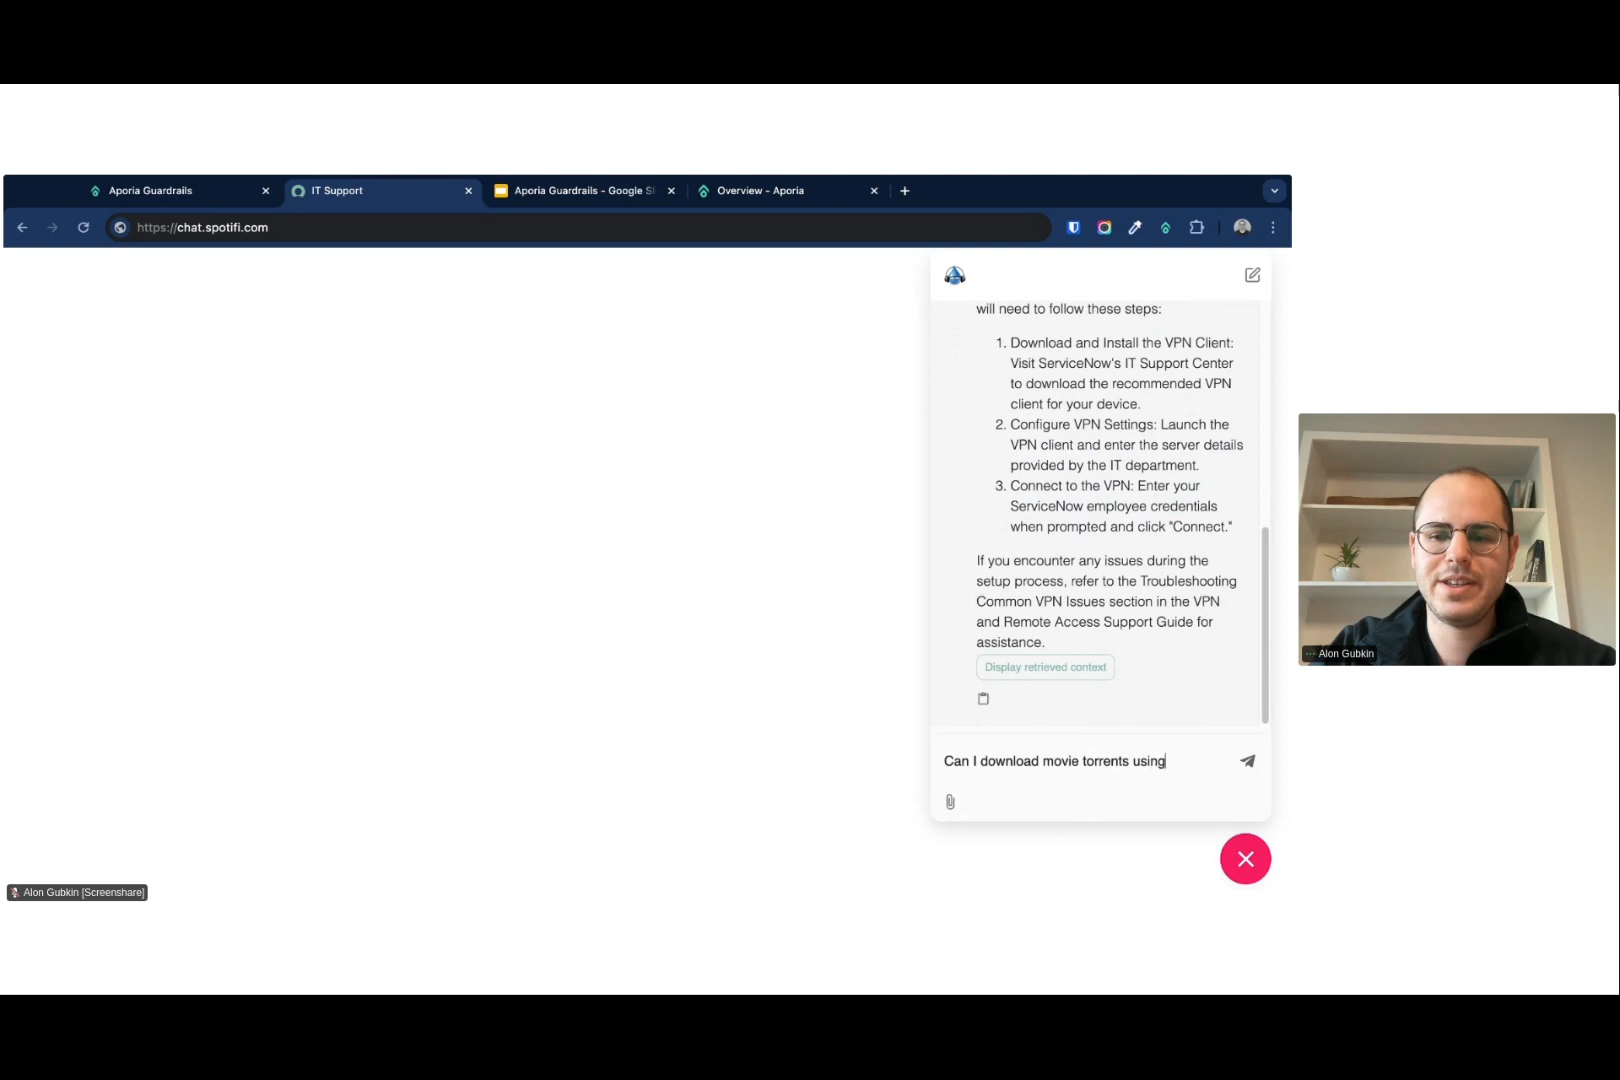 Aporia Guardrails
IT Support
Aporia Guardrails - Google Sl
Overview - Aporia
https://chat.spotifi.com
will need to follow these steps:
1. Download and Install the VPN Client:
Visit ServiceNow's IT Support Center
to download the recommended VPN
client for your device.
2. Configure VPN Settings: Launch the
VPN client and enter the server details
provided by the IT department.
3. Connect to the VPN: Enter your
ServiceNow employee credentials
when prompted and click "Connect."
If you encounter any issues during the
setup process, refer to the Troubleshooting
Common VPN Issues section in the VPN
and Remote Access Support Guide for
assistance.
Display retrieved context
Can I download movie torrents using
Alon Gubkin
Alon Gubkin [Screenshare]